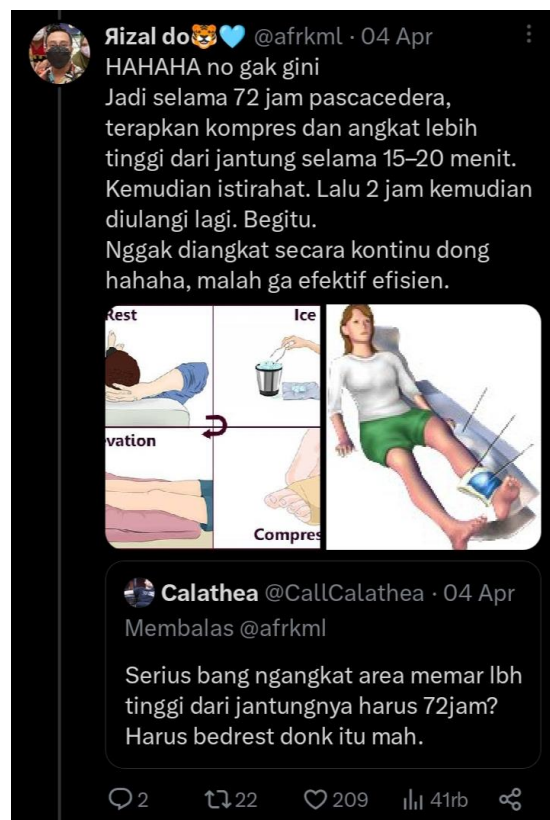 Яizal do🐯🩵 @afrkml · 04 Apr
HAHAHA no gak gini
Jadi selama 72 jam pascacedera,
terapkan kompres dan angkat lebih
tinggi dari jantung selama 15–20 menit.
Kemudian istirahat. Lalu 2 jam kemudian
diulangi lagi. Begitu.
Nggak diangkat secara kontinu dong
hahaha, malah ga efektif efisien.
Rest
Ice
vation
Compres
Calathea @CallCalathea · 04 Apr
Membalas @afrkml
Serius bang ngangkat area memar lbh
tinggi dari jantungnya harus 72jam?
Harus bedrest donk itu mah.
2 22 209 41rb